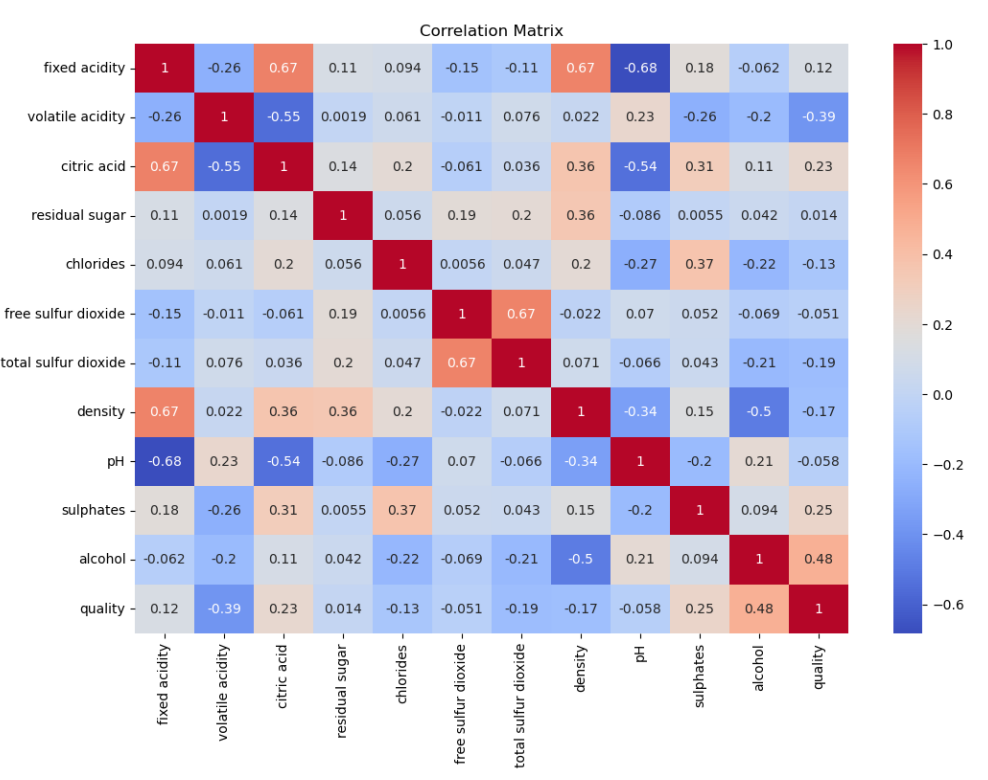 Correlation Matrix
fixed acidity 1 -0.26 0.67 0.11 0.094 -0.15 -0.11 0.67 -0.68 0.18 -0.062 0.12
volatile acidity -0.26 1 -0.55 0.0019 0.061 -0.011 0.076 0.022 0.23 -0.26 -0.2 -0.39
citric acid 0.67 -0.55 1 0.14 0.2 -0.061 0.036 0.36 -0.54 0.31 0.11 0.23
residual sugar 0.11 0.0019 0.14 1 0.056 0.19 0.2 0.36 -0.086 0.0055 0.042 0.014
chlorides 0.094 0.061 0.2 0.056 1 0.0056 0.047 0.2 -0.27 0.37 -0.22 -0.13
free sulfur dioxide -0.15 -0.011 -0.061 0.19 0.0056 1 0.67 -0.022 0.07 0.052 -0.069 -0.051
total sulfur dioxide -0.11 0.076 0.036 0.2 0.047 0.67 1 0.071 -0.066 0.043 -0.21 -0.19
density 0.67 0.022 0.36 0.36 0.2 -0.022 0.071 1 -0.34 0.15 -0.5 -0.17
pH -0.68 0.23 -0.54 -0.086 -0.27 0.07 -0.066 -0.34 1 -0.2 0.21 -0.058
sulphates 0.18 -0.26 0.31 0.0055 0.37 0.052 0.043 0.15 -0.2 1 0.094 0.25
alcohol -0.062 -0.2 0.11 0.042 -0.22 -0.069 -0.21 -0.5 0.21 0.094 1 0.48
quality 0.12 -0.39 0.23 0.014 -0.13 -0.051 -0.19 -0.17 -0.058 0.25 0.48 1
fixed acidity
volatile acidity
citric acid
residual sugar
chlorides
free sulfur dioxide
total sulfur dioxide
density
pH
sulphates
alcohol
quality
1.0
0.8
0.6
0.4
0.2
0.0
−0.2
−0.4
−0.6